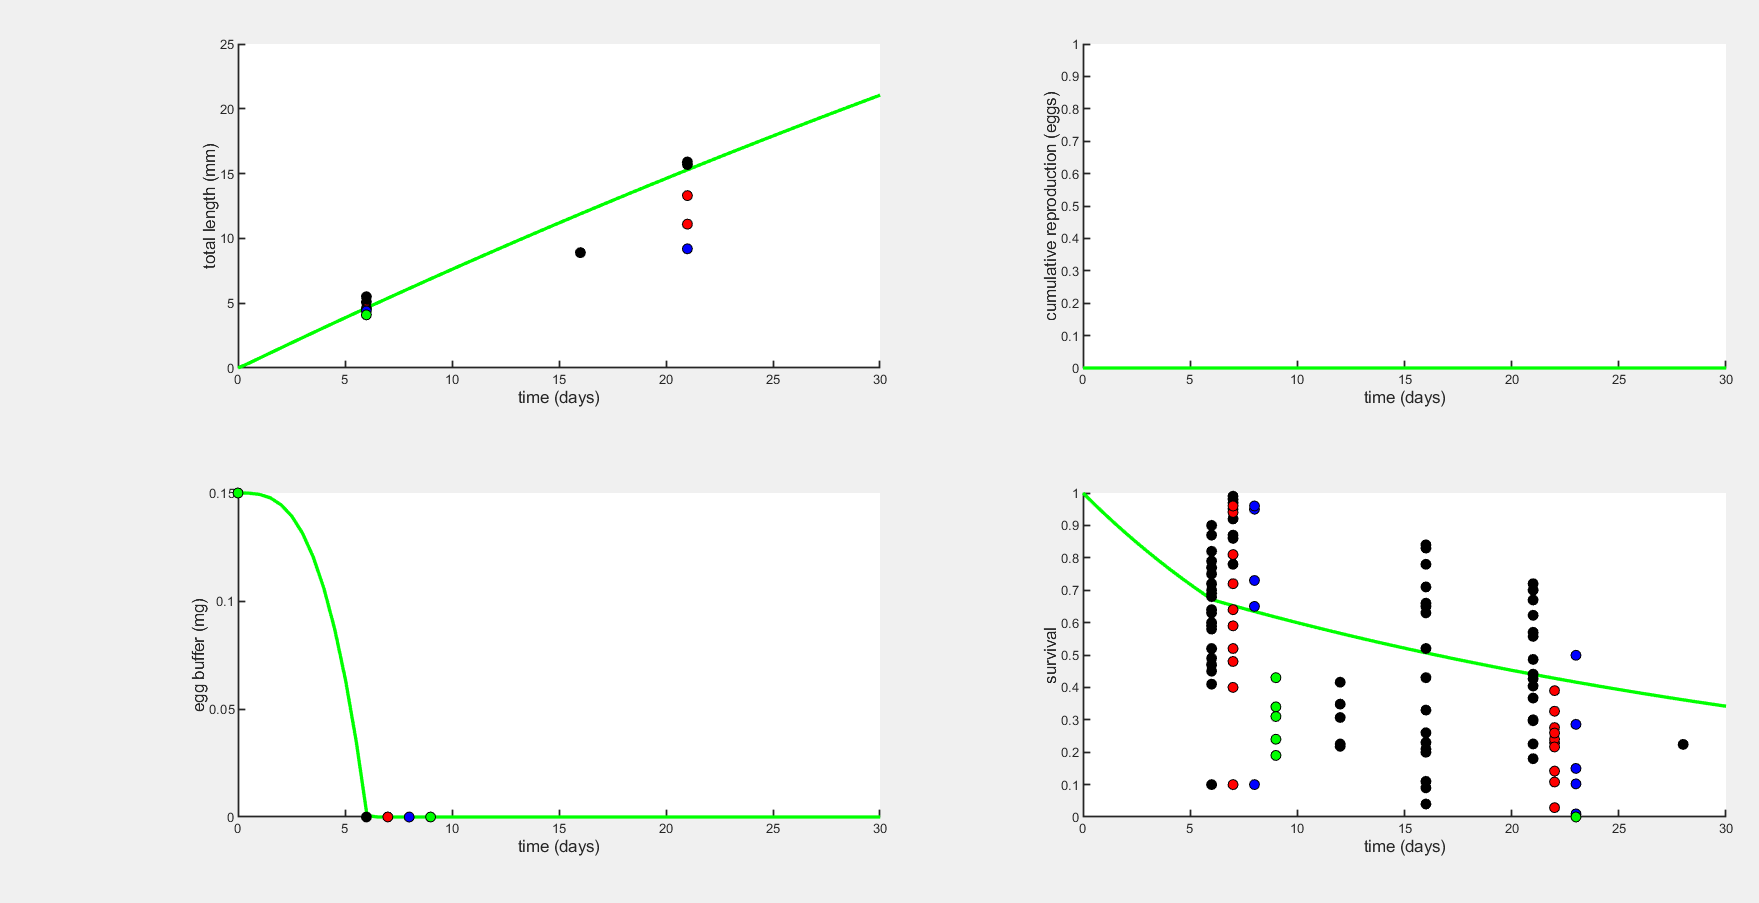 25
20
15
10
5
0
total length (mm)
0 5 10 15 20 25 30
time (days)
1
0.9
0.8
0.7
0.6
0.5
0.4
0.3
0.2
0.1
0
cumulative reproduction (eggs)
0 5 10 15 20 25 30
time (days)
0.15
0.1
0.05
0
egg buffer (mg)
0 5 10 15 20 25 30
time (days)
1
0.9
0.8
0.7
0.6
0.5
0.4
0.3
0.2
0.1
0
survival
0 5 10 15 20 25 30
time (days)